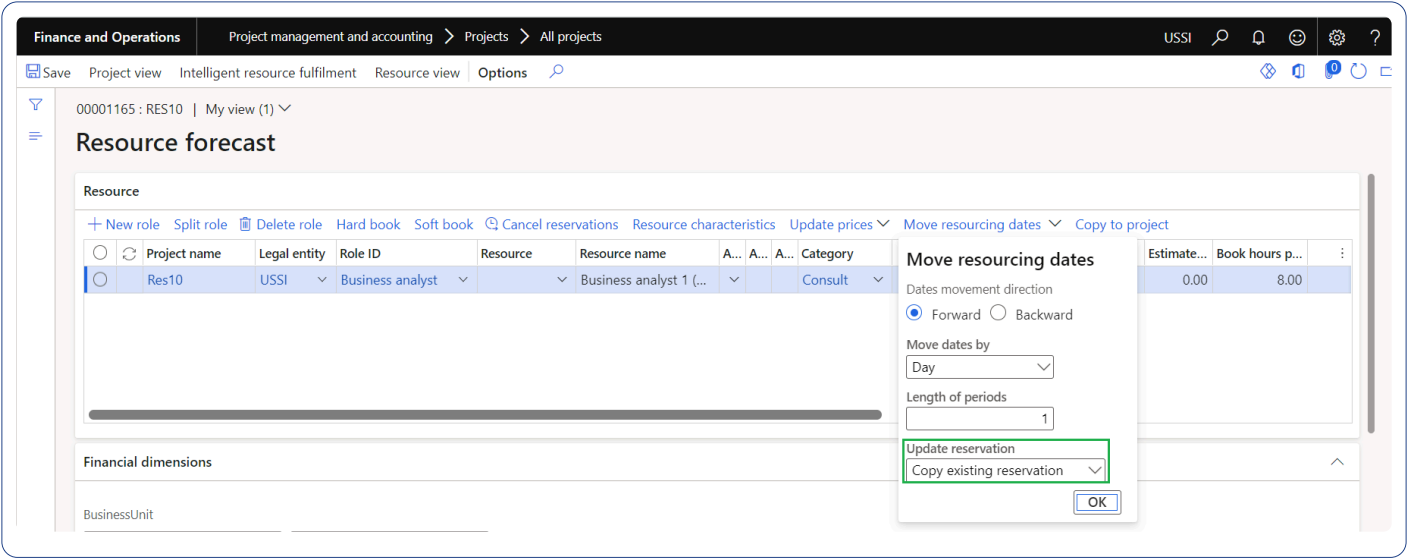 Finance and Operations Project management and accounting > Projects > All projects USSI ?
Save Project view Intelligent resource fulfilment Resource view Options 0
00001165 : RES10 | My view (1)
Resource forecast
Resource
+ New role Split role Delete role Hard book Soft book Cancel reservations Resource characteristics Update prices Move resourcing dates Copy to project
Project name Legal entity Role ID Resource Resource name A... A... A... Category Estimate... Book hours p...
Res10 USSI Business analyst Business analyst 1 (... Consult 0.00 8.00
Move resourcing dates
Dates movement direction
Forward Backward
Move dates by
Day
Length of periods
1
Update reservation
Copy existing reservation
OK
Financial dimensions
BusinessUnit